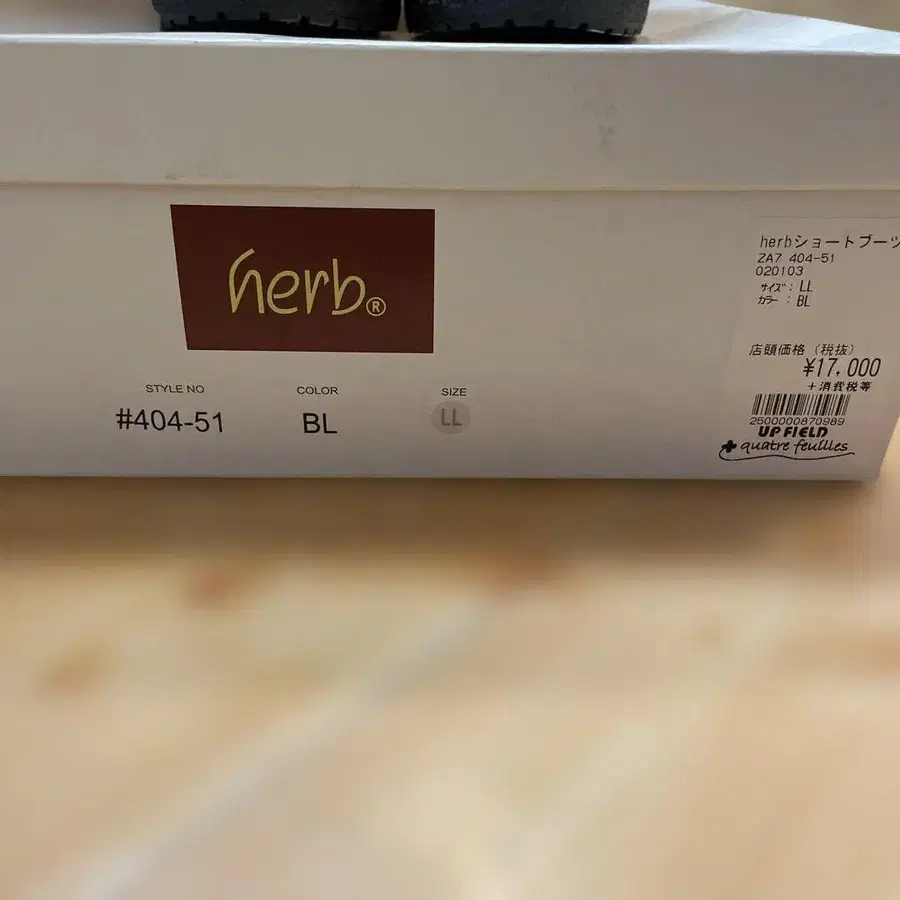 herb®
STYLE NO
#404-51
COLOR
BL
SIZE
LL
herbショートブーツ
ZA7 404-51
020103
サイズ: LL
カラー : BL
店頭価格 (税抜)
¥17,000
+消費税等
2500000870989
UP FIELD
quatre feuilles